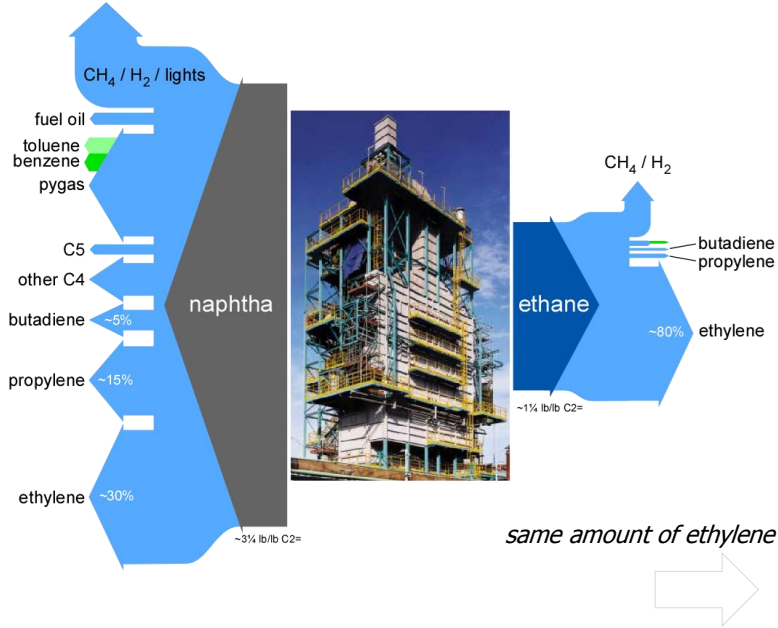 CH₄ / H₂ / lights
fuel oil
toluene
benzene
pygas
C5
other C4
butadiene
~5%
propylene
~15%
ethylene
~30%
naphtha
~3¼ lb/lb C2=
ethane
~1¼ lb/lb C2=
CH₄ / H₂
butadiene
propylene
~80%
ethylene
same amount of ethylene